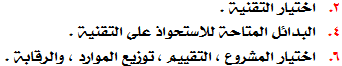 ٢. اختيار التقنية .
٤. البدائل المتاحة للاستحواذ على التقنية .
٦. اختيار المشروع ، التقييم ، توزيع الموارد ، والرقابة .